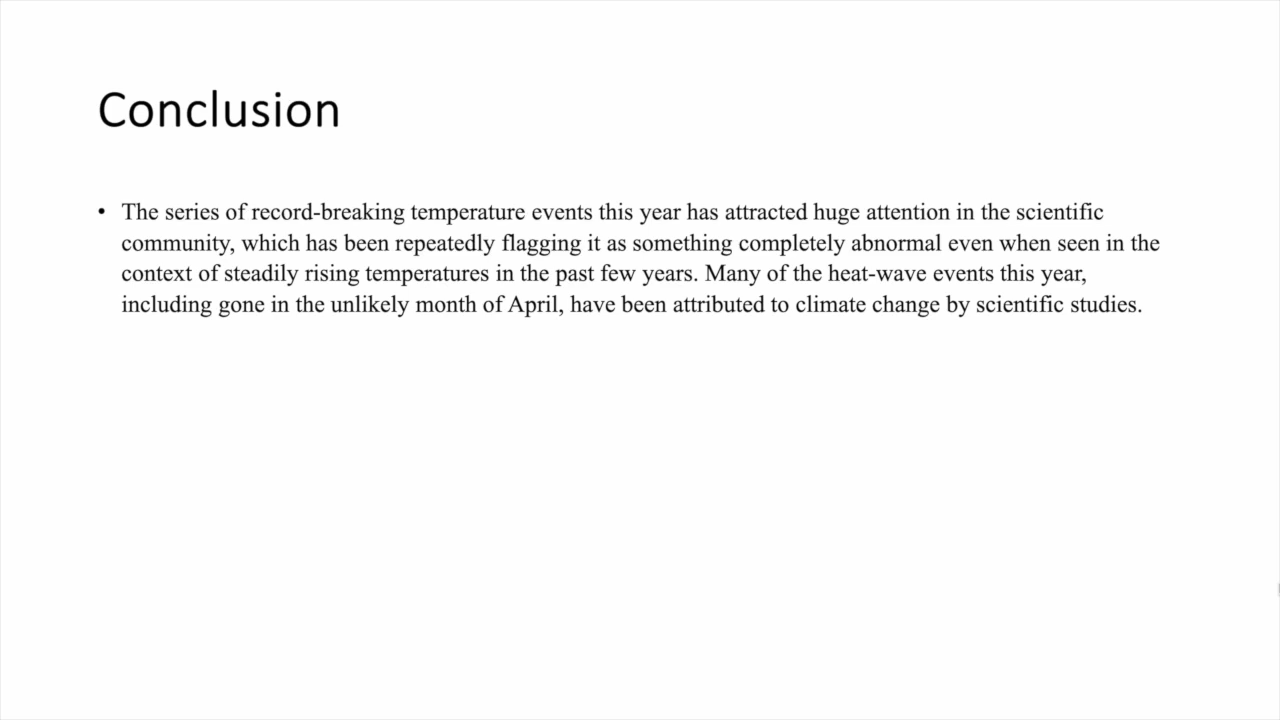 Conclusion
• The series of record-breaking temperature events this year has attracted huge attention in the scientific
community, which has been repeatedly flagging it as something completely abnormal even when seen in the
context of steadily rising temperatures in the past few years. Many of the heat-wave events this year,
including gone in the unlikely month of April, have been attributed to climate change by scientific studies.